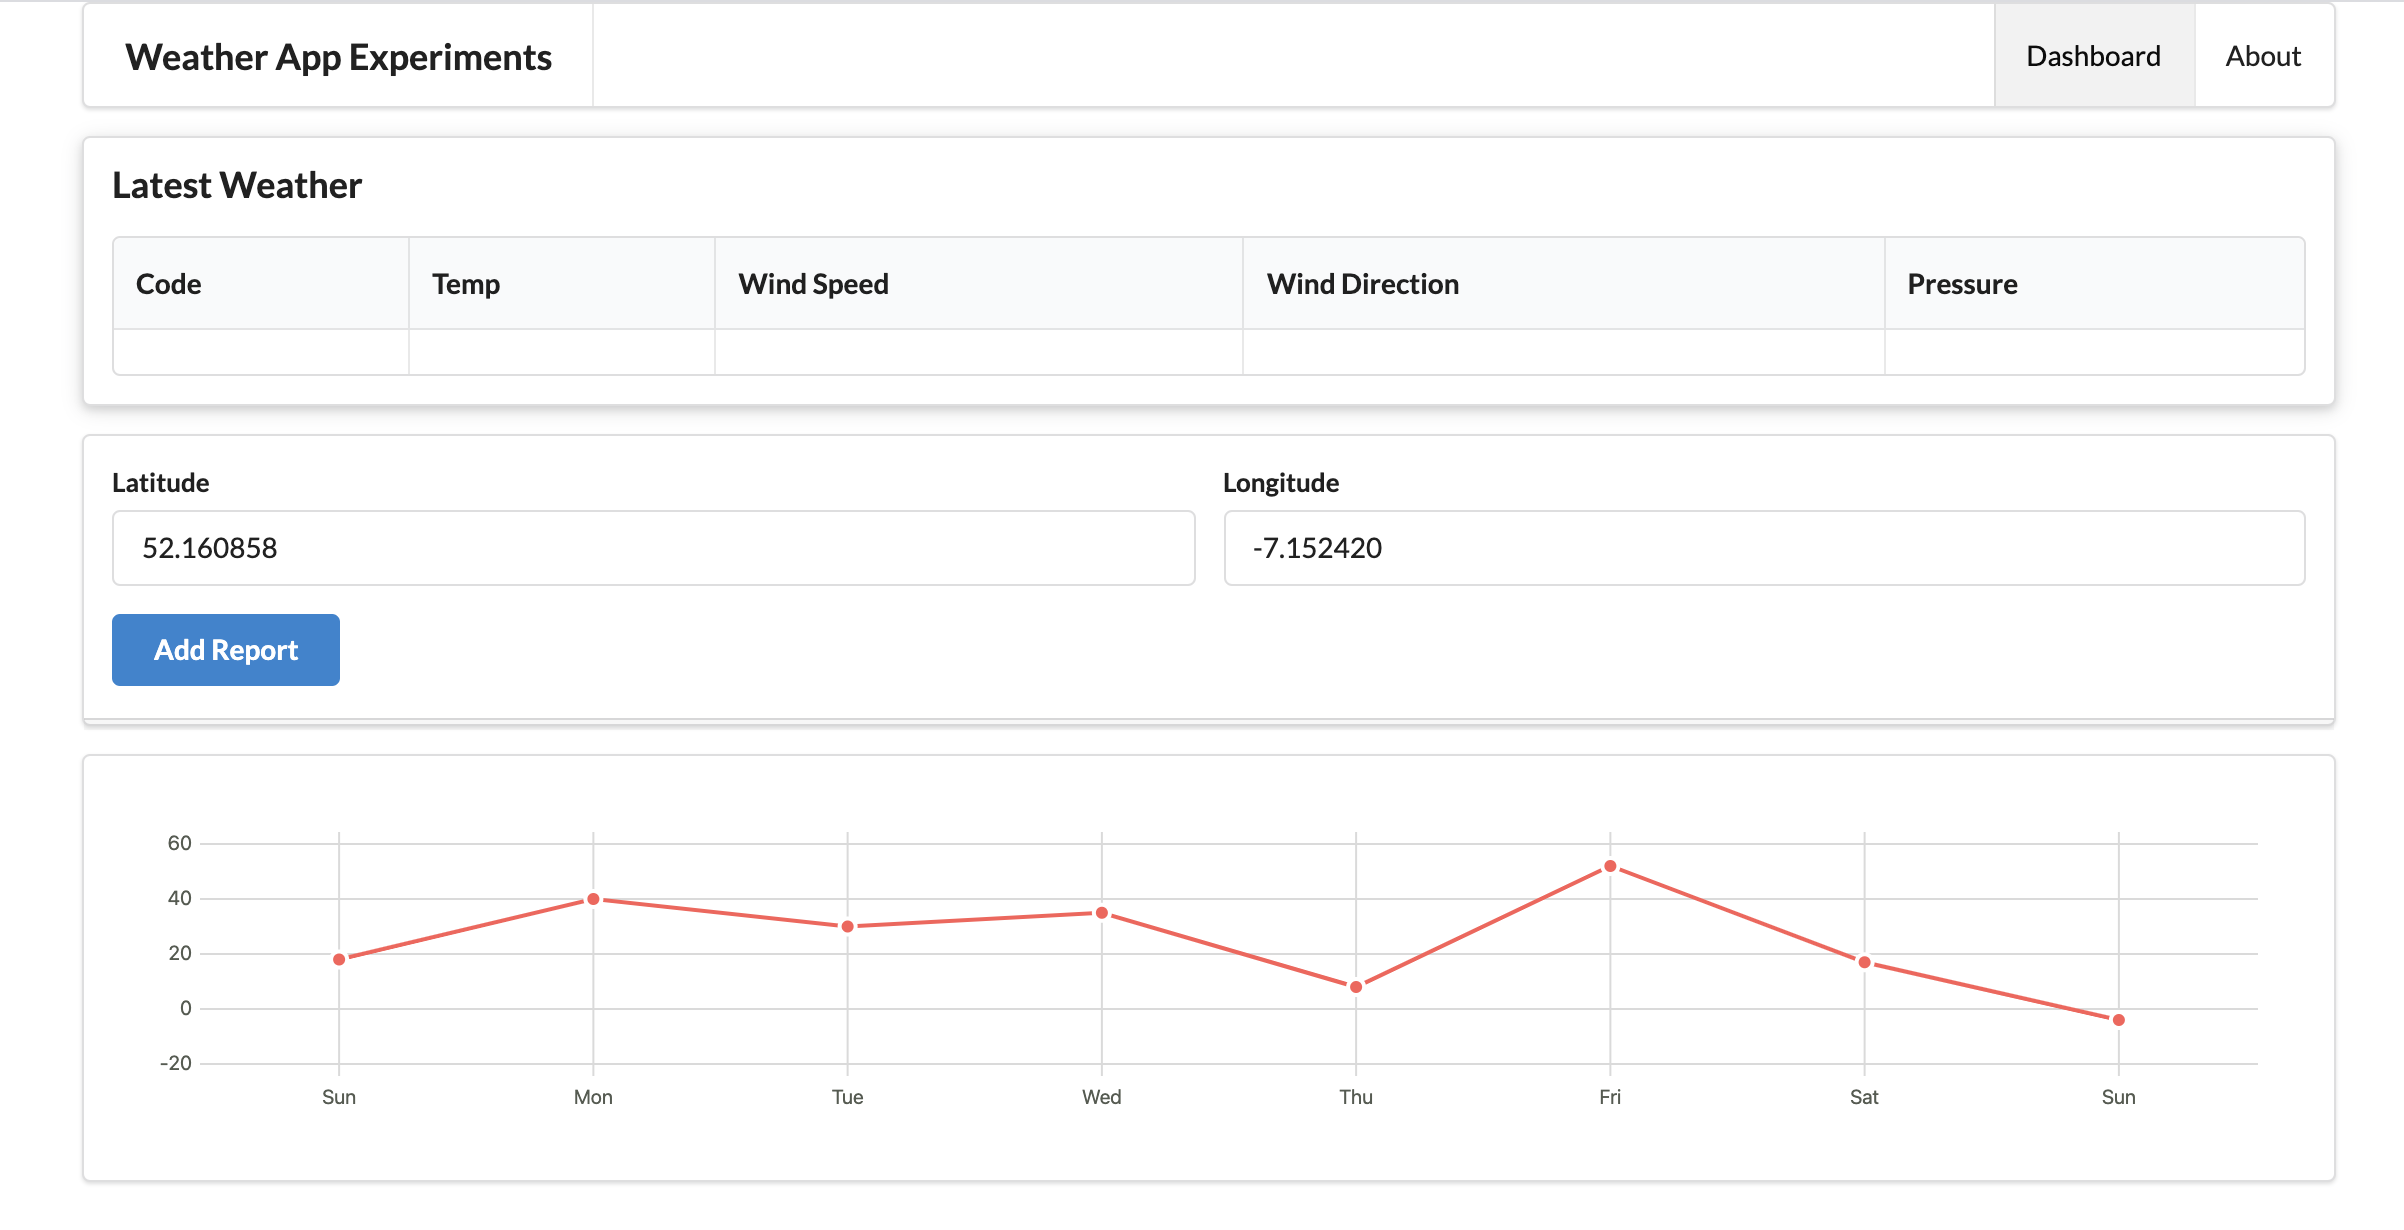 Weather App Experiments Dashboard About
Latest Weather
Code Temp Wind Speed Wind Direction Pressure
Latitude Longitude
52.160858 -7.152420
Add Report
60
40
20
0
-20
Sun Mon Tue Wed Thu Fri Sat Sun